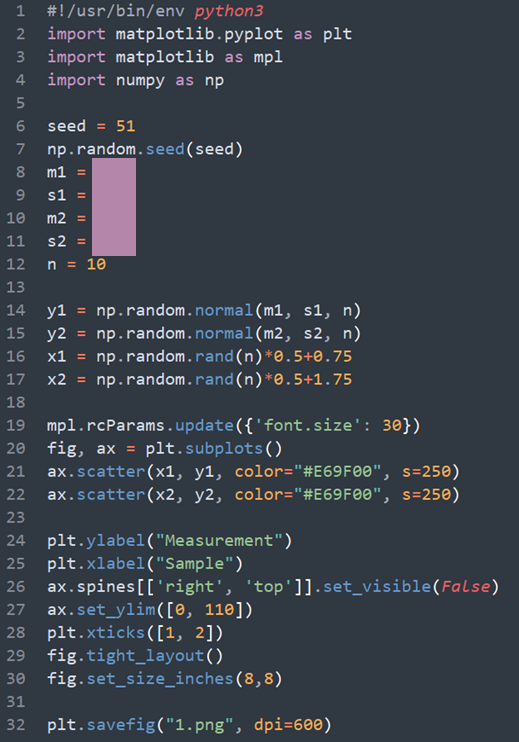 1 #!/usr/bin/env python3
2 import matplotlib.pyplot as plt
3 import matplotlib as mpl
4 import numpy as np
5
6 seed = 51
7 np.random.seed(seed)
8 m1 =
9 s1 =
10 m2 =
11 s2 =
12 n = 10
13
14 y1 = np.random.normal(m1, s1, n)
15 y2 = np.random.normal(m2, s2, n)
16 x1 = np.random.rand(n)*0.5+0.75
17 x2 = np.random.rand(n)*0.5+1.75
18
19 mpl.rcParams.update({'font.size': 30})
20 fig, ax = plt.subplots()
21 ax.scatter(x1, y1, color="#E69F00", s=250)
22 ax.scatter(x2, y2, color="#E69F00", s=250)
23
24 plt.ylabel("Measurement")
25 plt.xlabel("Sample")
26 ax.spines[['right', 'top']].set_visible(False)
27 ax.set_ylim([0, 110])
28 plt.xticks([1, 2])
29 fig.tight_layout()
30 fig.set_size_inches(8,8)
31
32 plt.savefig("1.png", dpi=600)